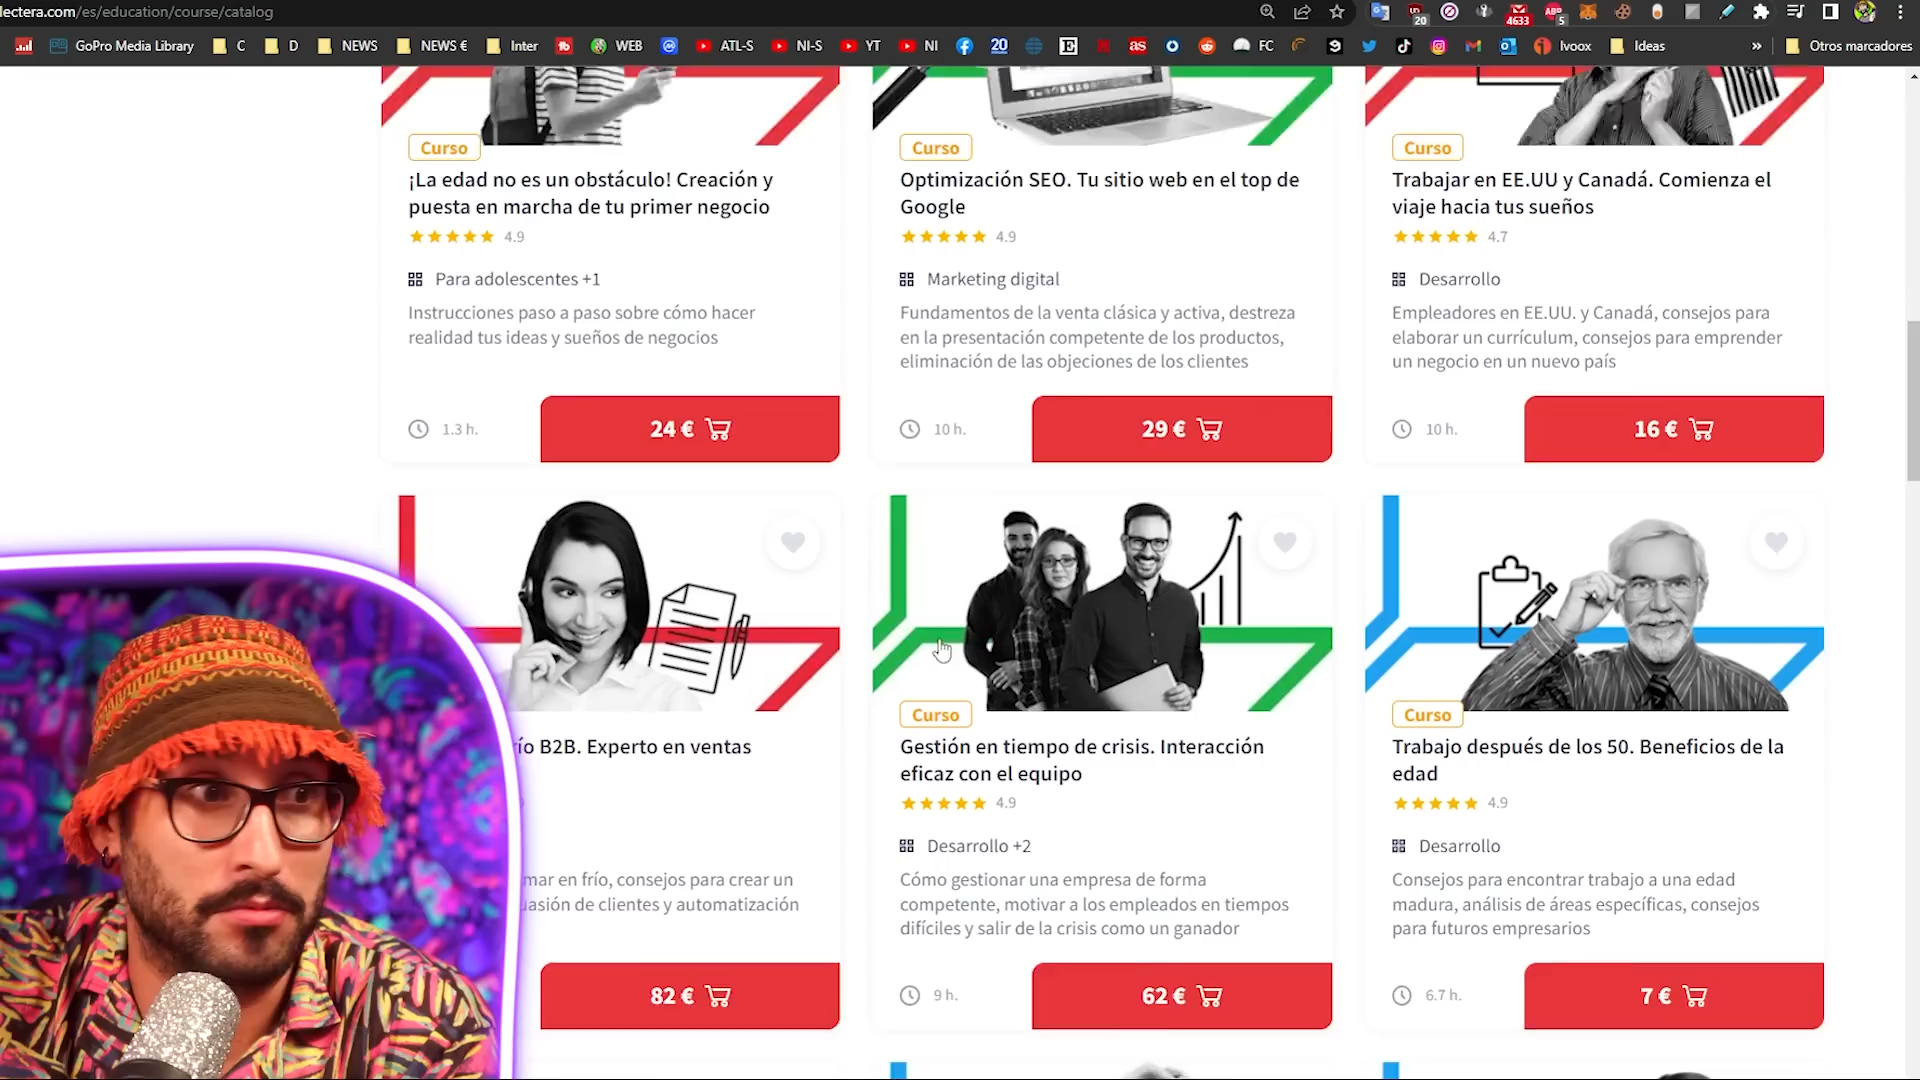 lectera.com/es/education/course/catalog
20
4633
5
GoPro Media Library
C
D
NEWS
NEWS €
Inter
WEB
ATL-S
NI-S
YT
NI
20
E
as
FC
9
Ivoox
Ideas
»
Otros marcadores
Curso
¡La edad no es un obstáculo! Creación y
puesta en marcha de tu primer negocio
4.9
Para adolescentes +1
Instrucciones paso a paso sobre cómo hacer
realidad tus ideas y sueños de negocios
1.3 h.
24 €
Curso
Optimización SEO. Tu sitio web en el top de
Google
4.9
Marketing digital
Fundamentos de la venta clásica y activa, destreza
en la presentación competente de los productos,
eliminación de las objeciones de los clientes
10 h.
29 €
Curso
Trabajar en EE.UU y Canadá. Comienza el
viaje hacia tus sueños
4.7
Desarrollo
Empleadores en EE.UU. y Canadá, consejos para
elaborar un currículum, consejos para emprender
un negocio en un nuevo país
10 h.
16 €
río B2B. Experto en ventas
mar en frío, consejos para crear un
uasión de clientes y automatización
82 €
Curso
Gestión en tiempo de crisis. Interacción
eficaz con el equipo
4.9
Desarrollo +2
Cómo gestionar una empresa de forma
competente, motivar a los empleados en tiempos
difíciles y salir de la crisis como un ganador
9 h.
62 €
Curso
Trabajo después de los 50. Beneficios de la
edad
4.9
Desarrollo
Consejos para encontrar trabajo a una edad
madura, análisis de áreas específicas, consejos
para futuros empresarios
6.7 h.
7 €